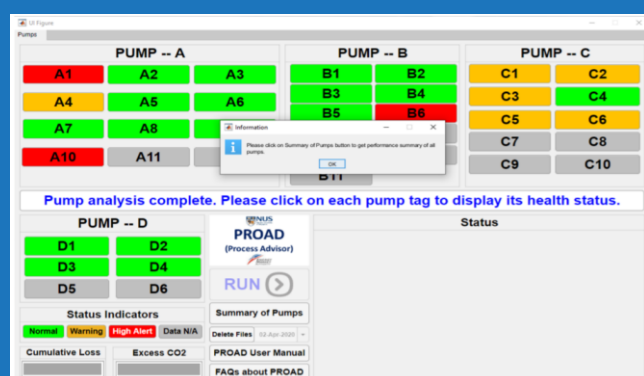 UI Figure
Pumps
PUMP -- A
A1 A2 A3
A4 A5 A6
A7 A8
A10 A11
PUMP -- B
B1 B2
B3 B4
B5 B6
B11
PUMP -- C
C1 C2
C3 C4
C5 C6
C7 C8
C9 C10
Information
Please click on Summary of Pumps button to get performance summary of all
pumps.
OK
Pump analysis complete. Please click on each pump tag to display its health status.
PUMP -- D
D1 D2
D3 D4
D5 D6
Status Indicators
Normal Warning High Alert Data N/A
Cumulative Loss Excess CO2
NUS
PROAD
(Process Advisor)
RUN
Summary of Pumps
Delete Files 02-Apr-2020
PROAD User Manual
FAQs about PROAD
Status